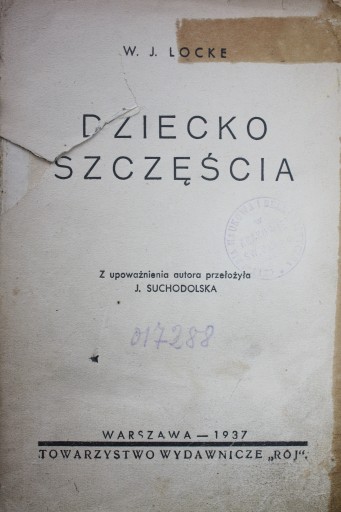 W. J. LOCKE
DZIECKO
SZCZĘŚCIA
Z upoważnienia autora przełożyła
J. SUCHODOLSKA
017288
WARSZAWA — 1937
TOWARZYSTWO WYDAWNICZE „RÓJ"